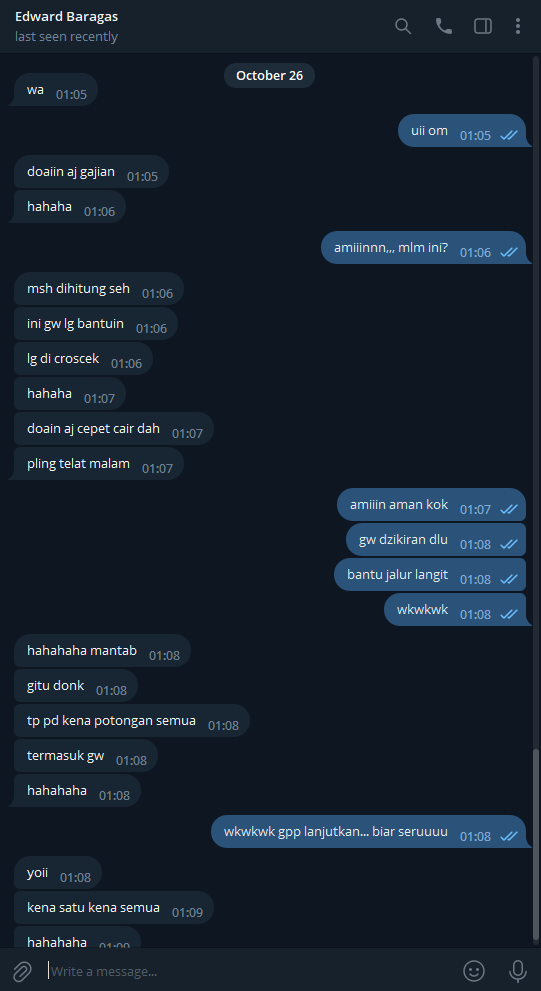 Edward Baragas
last seen recently
October 26
wa 01:05
uii om 01:05
doaiin aj gajian 01:05
hahaha 01:06
amiiinnn,,, mlm ini? 01:06
msh dihitung seh 01:06
ini gw lg bantuin 01:06
lg di croscek 01:06
hahaha 01:07
doain aj cepet cair dah 01:07
pling telat malam 01:07
amiiin aman kok 01:07
gw dzikiran dlu 01:08
bantu jalur langit 01:08
wkwkwk 01:08
hahahaha mantab 01:08
gitu donk 01:08
tp pd kena potongan semua 01:08
termasuk gw 01:08
hahahaha 01:08
wkwkwk gpp lanjutkan... biar seruuuu 01:08
yoii 01:08
kena satu kena semua 01:09
hahahaha 01:09
Write a message...